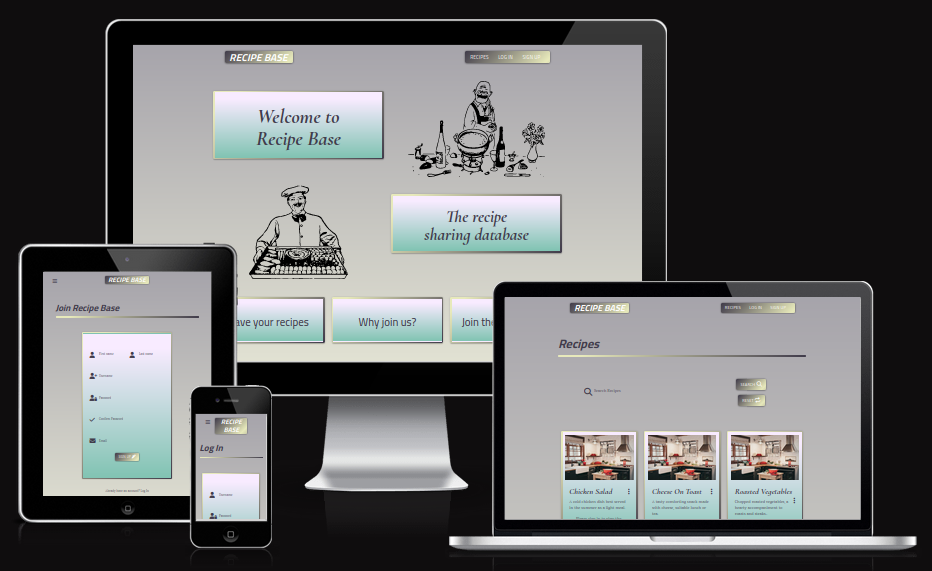 RECIPE BASE
RECIPES LOG IN SIGN UP
Welcome to
Recipe Base
The recipe
sharing database
ave your recipes
Why join us?
Join the
RECIPE BASE
Join Recipe Base
First name Last name
Username
Password
Confirm Password
Email
SIGN UP
Already have an account? Log In
RECIPE
BASE
Log In
Username
Password
RECIPE BASE
RECIPES LOG IN SIGN UP
Recipes
Search Recipes
SEARCH
RESET
Chicken Salad
Cheese On Toast
Roasted Vegetables